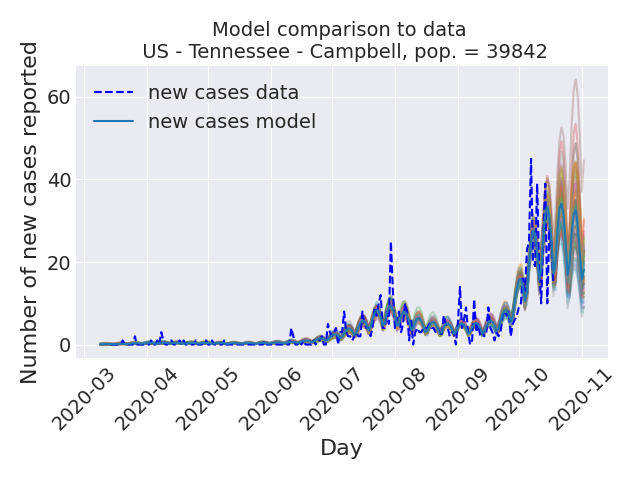 Model comparison to data
US - Tennessee - Campbell, pop. = 39842
Number of new cases reported
60
40
20
0
new cases data
new cases model
2020-03
2020-04
2020-05
2020-06
2020-07
2020-08
2020-09
2020-10
2020-11
Day